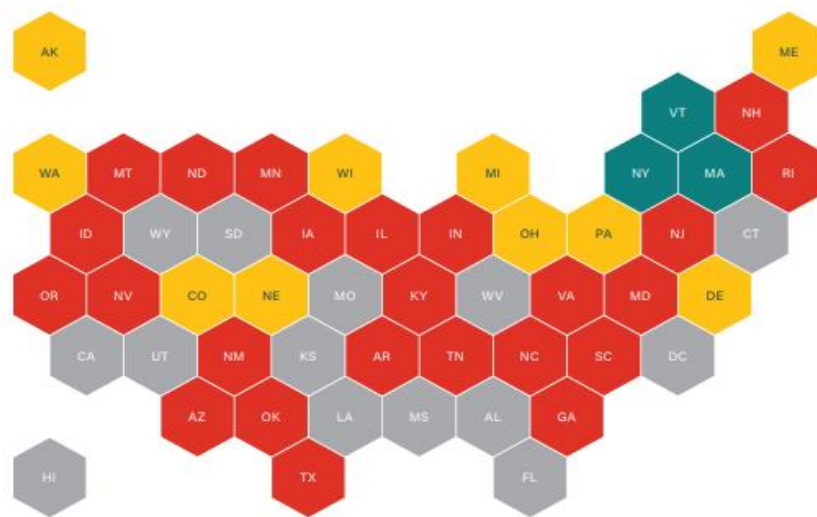 AK ME
VT NH
WA MT ND MN WI MI NY MA RI
ID WY SD IA IL IN OH PA NJ CT
OR NV CO NE MO KY WV VA MD DE
CA UT NM KS AR TN NC SC DC
AZ OK LA MS AL GA
HI TX FL